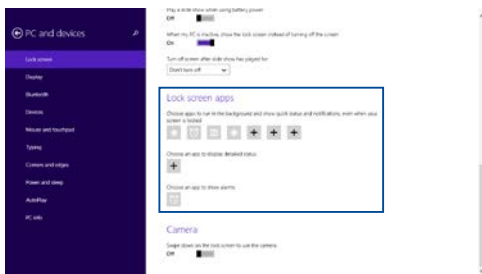 PC and devices
Lock screen
Display
Bluetooth
Devices
Mouse and touchpad
Typing
Corners and edges
Power and sleep
AutoPlay
PC info
Play a slide show when using battery power
Off
When my PC is inactive, show the lock screen instead of turning off the screen
On
Turn off screen after slide show has played for
Don't turn off
Lock screen apps
Choose apps to run in the background and show quick status and notifications, even when your
screen is locked
Choose an app to display detailed status
Choose an app to show alarms
Camera
Swipe down on the lock screen to use the camera
Off